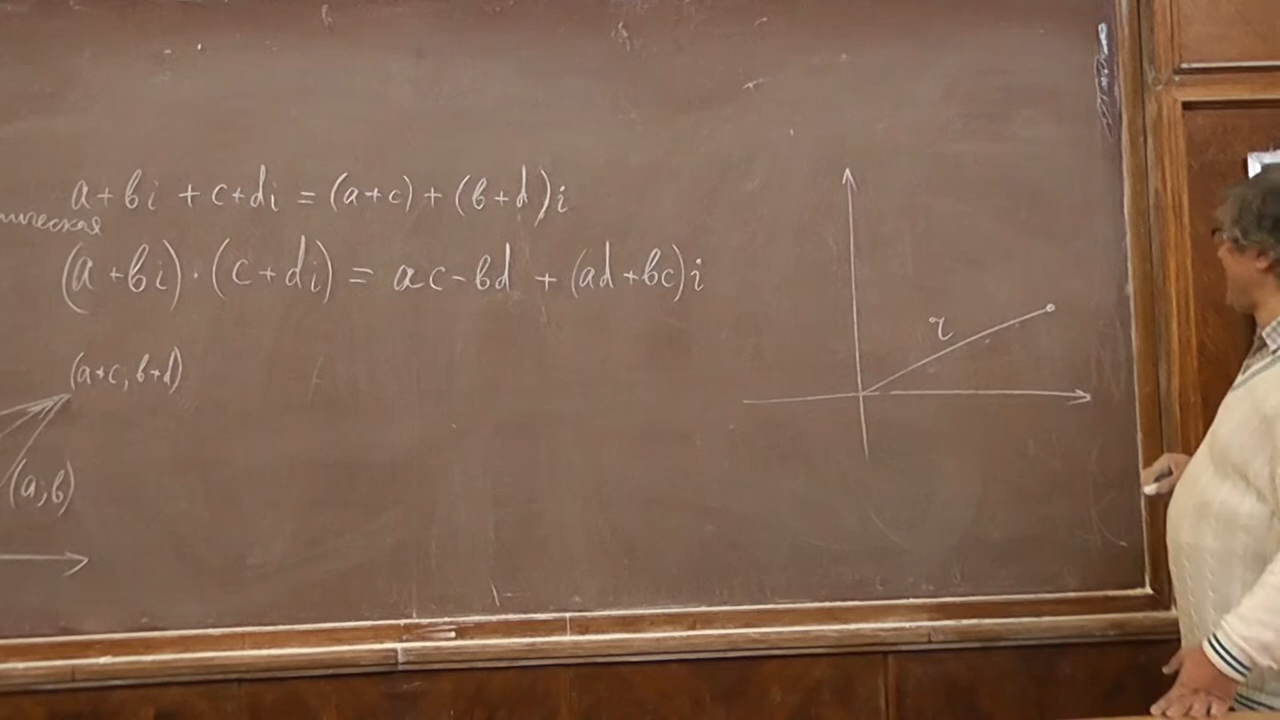 a+bi + c+di = (a+c) + (b+d)i
(a+bi)·(c+di) = ac-bd + (ad+bc)i
(a+c, b+d)
(a,b)
r